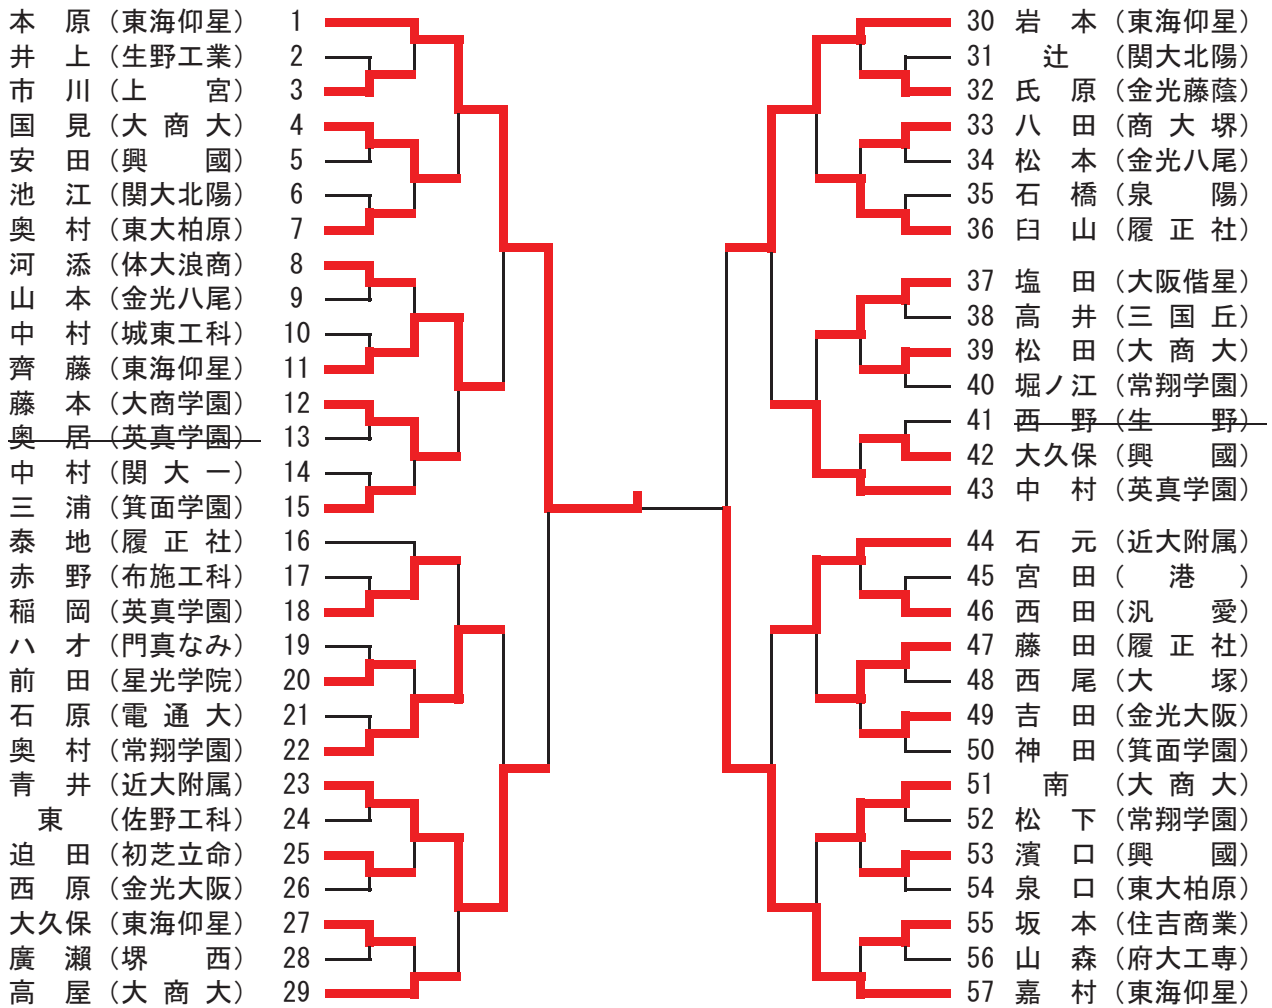 本原（東海仰星） 1
井上（生野工業） 2
市川（上宮） 3
国見（大商大） 4
安田（興國） 5
池江（関大北陽） 6
奥村（東大柏原） 7
河添（体大浪商） 8
山本（金光八尾） 9
中村（城東工科） 10
齊藤（東海仰星） 11
藤本（大商学園） 12
奥居（英真学園） 13
中村（関大一） 14
三浦（箕面学園） 15
泰地（履正社） 16
赤野（布施工科） 17
稲岡（英真学園） 18
ハオ（門真なみ） 19
前田（星光学院） 20
石原（電通大） 21
奥村（常翔学園） 22
青井（近大附属） 23
東（佐野工科） 24
迫田（初芝立命） 25
西原（金光大阪） 26
大久保（東海仰星） 27
廣瀬（堺西） 28
高屋（大商大） 29
30 岩本（東海仰星）
31 辻（関大北陽）
32 氏原（金光藤蔭）
33 八田（商大堺）
34 松本（金光八尾）
35 石橋（泉陽）
36 臼山（履正社）
37 塩田（大阪偕星）
38 高井（三国丘）
39 松田（大商大）
40 堀ノ江（常翔学園）
41 西野（生野）
42 大久保（興國）
43 中村（英真学園）
44 石元（近大附属）
45 宮田（港）
46 西田（汎愛）
47 藤田（履正社）
48 西尾（大塚）
49 吉田（金光大阪）
50 神田（箕面学園）
51 南（大商大）
52 松下（常翔学園）
53 濱口（興國）
54 泉口（東大柏原）
55 坂本（住吉商業）
56 山森（府大工専）
57 嘉村（東海仰星）